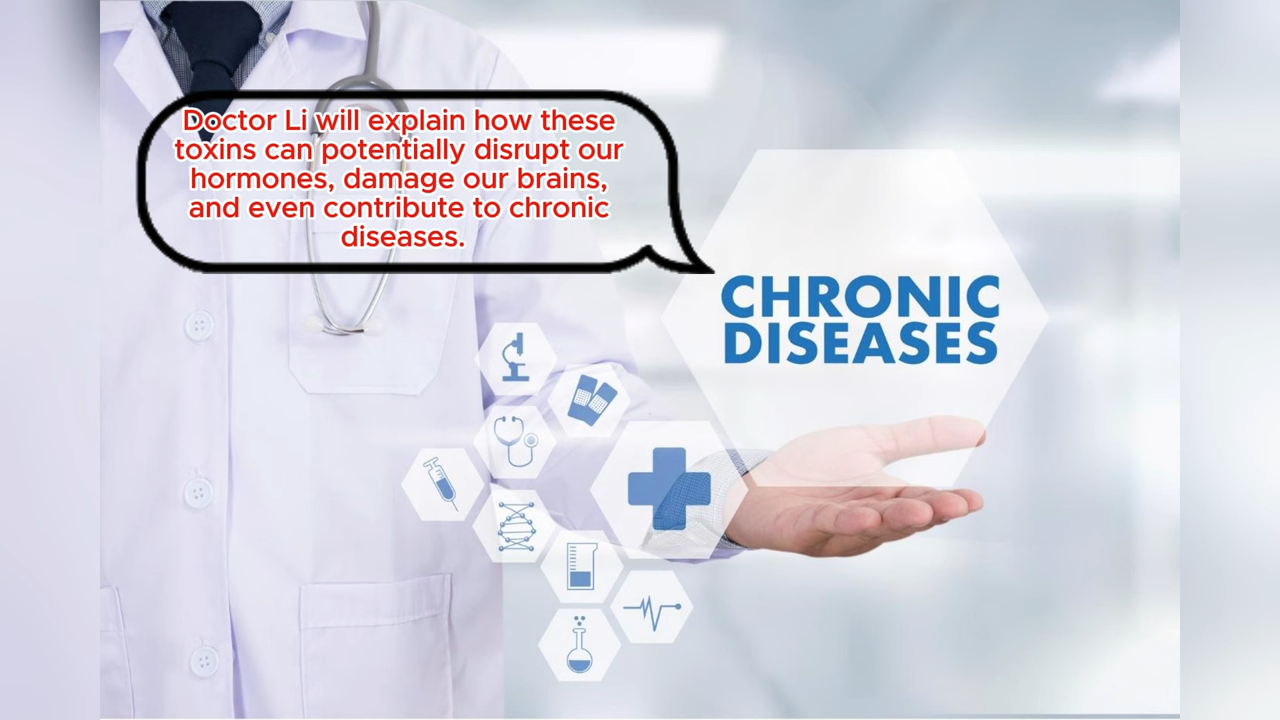 Doctor Li will explain how these
toxins can potentially disrupt our
hormones, damage our brains,
and even contribute to chronic
diseases.
CHRONIC
DISEASES